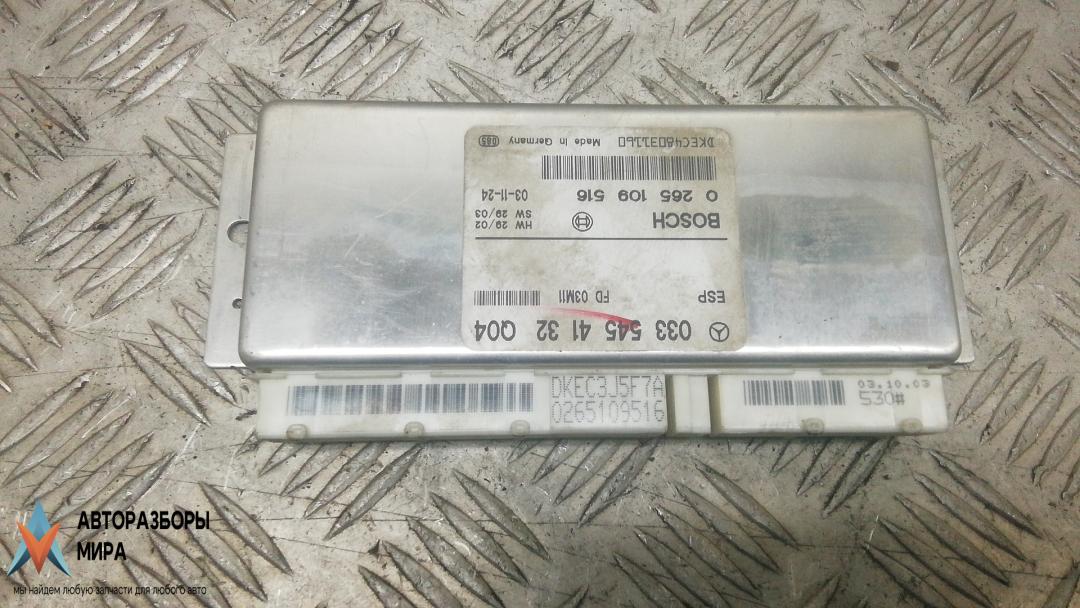 033 545 41 32 Q04
ESP FD 03M11
BOSCH HW 29/02
SW 29/03
0 265 109 516 03-11-24
DKEC48031160 Made in Germany 065
DKEC3J5F7A
0265109516
03.10.03
530#
АВТОРАЗБОРЫ
МИРА
мы найдем любую запчасти для любого авто